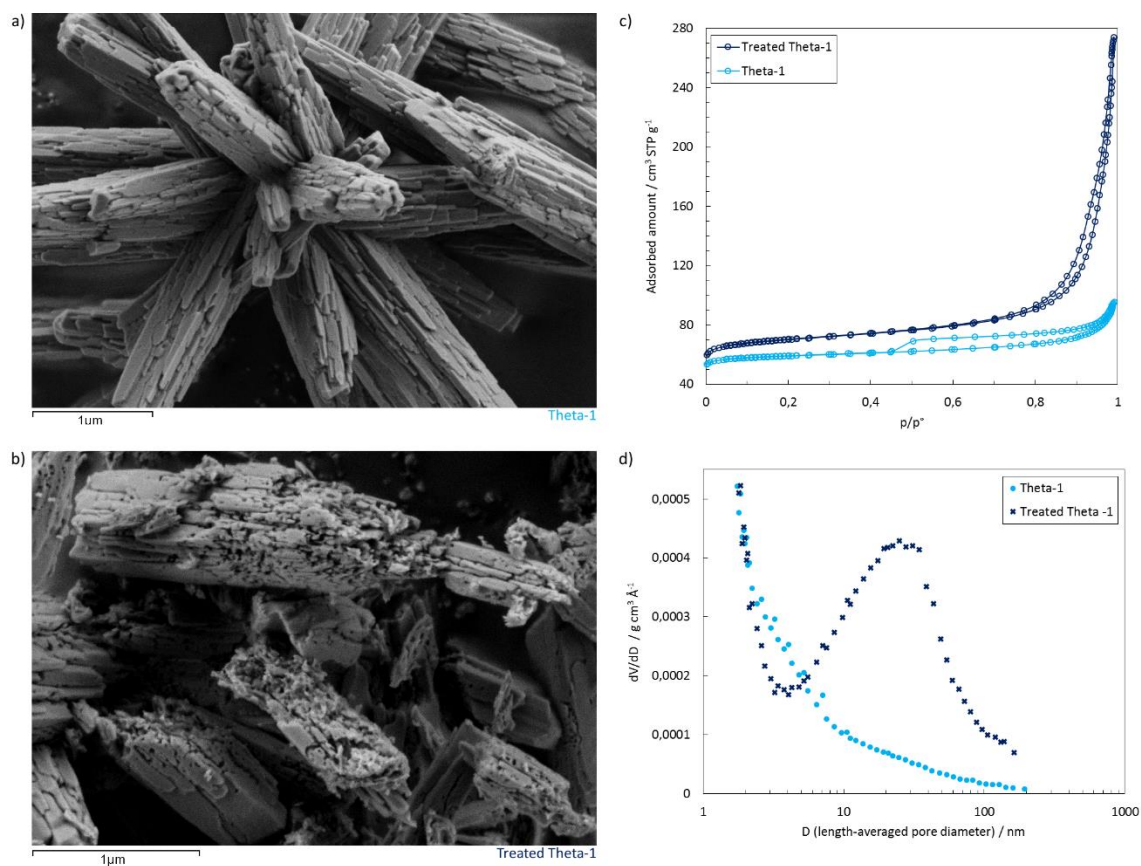 a)
1um
Theta-1
b)
1µm
Treated Theta-1
c)
280
240
200
160
120
80
40
Adsorbed amount / cm³ STP g⁻¹
Treated Theta-1
Theta-1
0
0,2
0,4
0,6
0,8
1
p/p°
d)
0,0005
0,0004
0,0003
0,0002
0,0001
0
dV/dD / g cm³ Å⁻¹
Theta-1
Treated Theta -1
1
10
100
1000
D (length-averaged pore diameter) / nm